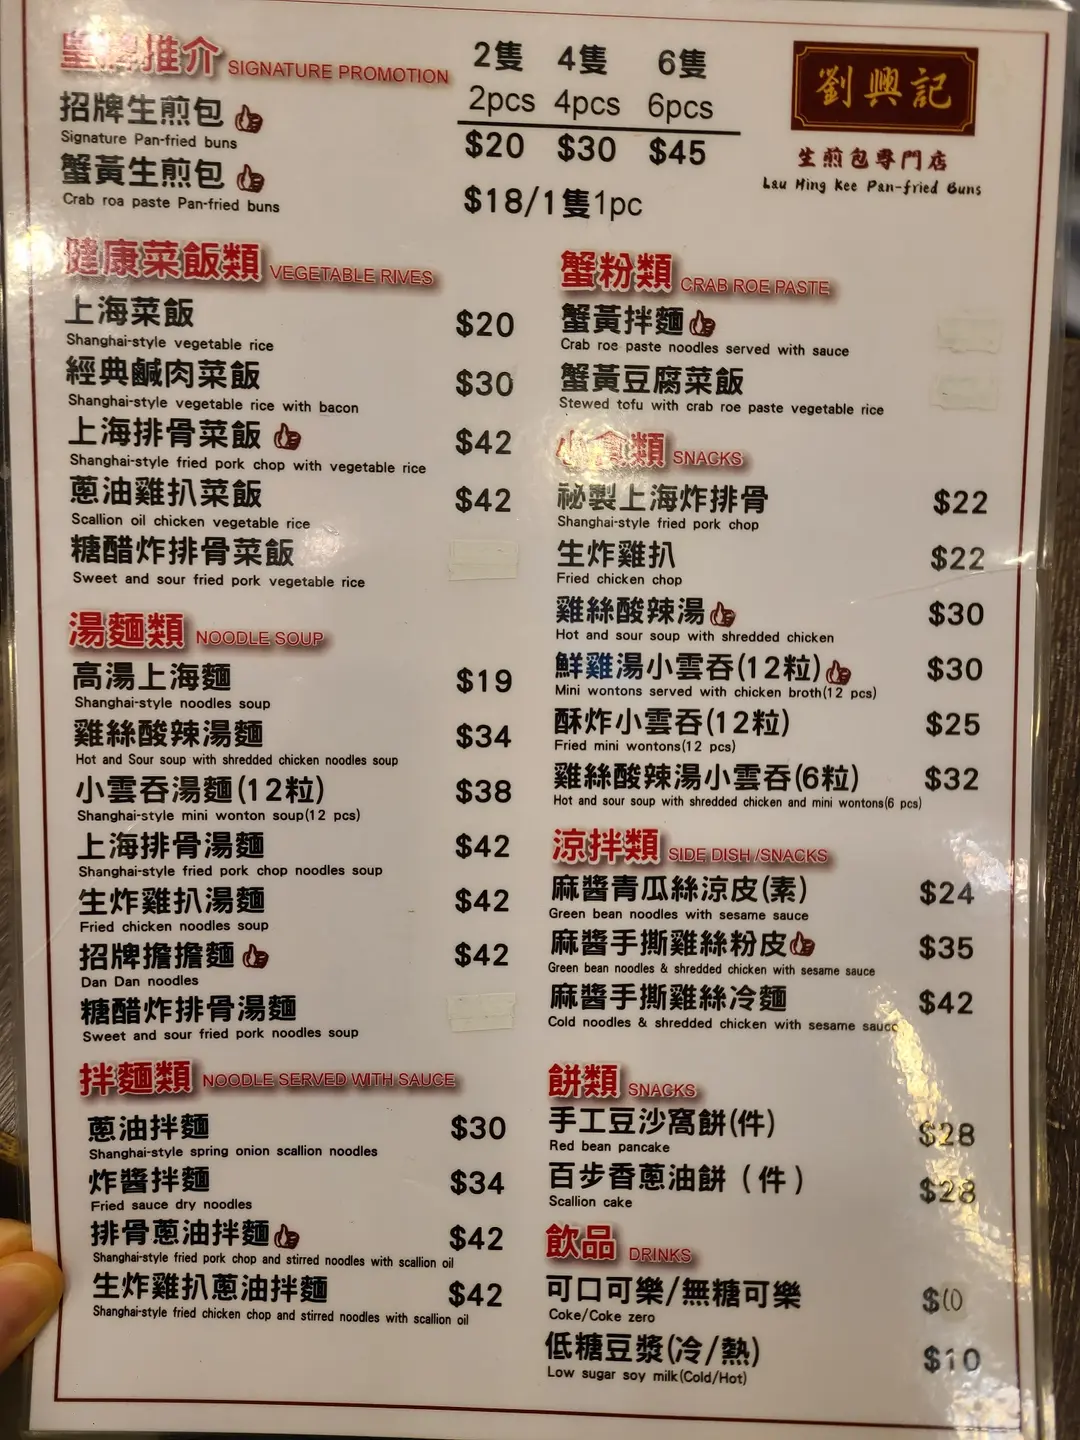 皇牌推介 SIGNATURE PROMOTION
2隻 4隻 6隻
2pcs 4pcs 6pcs
招牌生煎包
Signature Pan-fried buns
$20 $30 $45
蟹黃生煎包
Crab roa paste Pan-fried buns
$18/1隻1pc
劉興記
生煎包專門店
Lau Hing Kee Pan-fried Buns
健康菜飯類 VEGETABLE RIVES
上海菜飯 $20
Shanghai-style vegetable rice
經典鹹肉菜飯 $30
Shanghai-style vegetable rice with bacon
上海排骨菜飯 $42
Shanghai-style fried pork chop with vegetable rice
蔥油雞扒菜飯 $42
Scallion oil chicken vegetable rice
糖醋炸排骨菜飯
Sweet and sour fried pork vegetable rice
湯麵類 NOODLE SOUP
高湯上海麵 $19
Shanghai-style noodles soup
雞絲酸辣湯麵 $34
Hot and Sour soup with shredded chicken noodles soup
小雲吞湯麵(12粒) $38
Shanghai-style mini wonton soup(12 pcs)
上海排骨湯麵 $42
Shanghai-style fried pork chop noodles soup
生炸雞扒湯麵 $42
Fried chicken noodles soup
招牌擔擔麵 $42
Dan Dan noodles
糖醋炸排骨湯麵
Sweet and sour fried pork noodles soup
拌麵類 NOODLE SERVED WITH SAUCE
蔥油拌麵 $30
Shanghai-style spring onion scallion noodles
炸醬拌麵 $34
Fried sauce dry noodles
排骨蔥油拌麵 $42
Shanghai-style fried pork chop and stirred noodles with scallion oil
生炸雞扒蔥油拌麵 $42
Shanghai-style fried chicken chop and stirred noodles with scallion oil
蟹粉類 CRAB ROE PASTE
蟹黃拌麵
Crab roe paste noodles served with sauce
蟹黃豆腐菜飯
Stewed tofu with crab roe paste vegetable rice
小食類 SNACKS
祕製上海炸排骨 $22
Shanghai-style fried pork chop
生炸雞扒 $22
Fried chicken chop
雞絲酸辣湯 $30
Hot and sour soup with shredded chicken
鮮雞湯小雲吞(12粒) $30
Mini wontons served with chicken broth(12 pcs)
酥炸小雲吞(12粒) $25
Fried mini wontons(12 pcs)
雞絲酸辣湯小雲吞(6粒) $32
Hot and sour soup with shredded chicken and mini wontons(6 pcs)
涼拌類 SIDE DISH /SNACKS
麻醬青瓜絲涼皮(素) $24
Green bean noodles with sesame sauce
麻醬手撕雞絲粉皮 $35
Green bean noodles & shredded chicken with sesame sauce
麻醬手撕雞絲冷麵 $42
Cold noodles & shredded chicken with sesame sauce
餅類 SNACKS
手工豆沙窩餅(件) $28
Red bean pancake
百步香蔥油餅（件） $28
Scallion cake
飲品 DRINKS
可口可樂/無糖可樂 $10
Coke/Coke zero
低糖豆漿(冷/熱) $10
Low sugar soy milk(Cold/Hot)